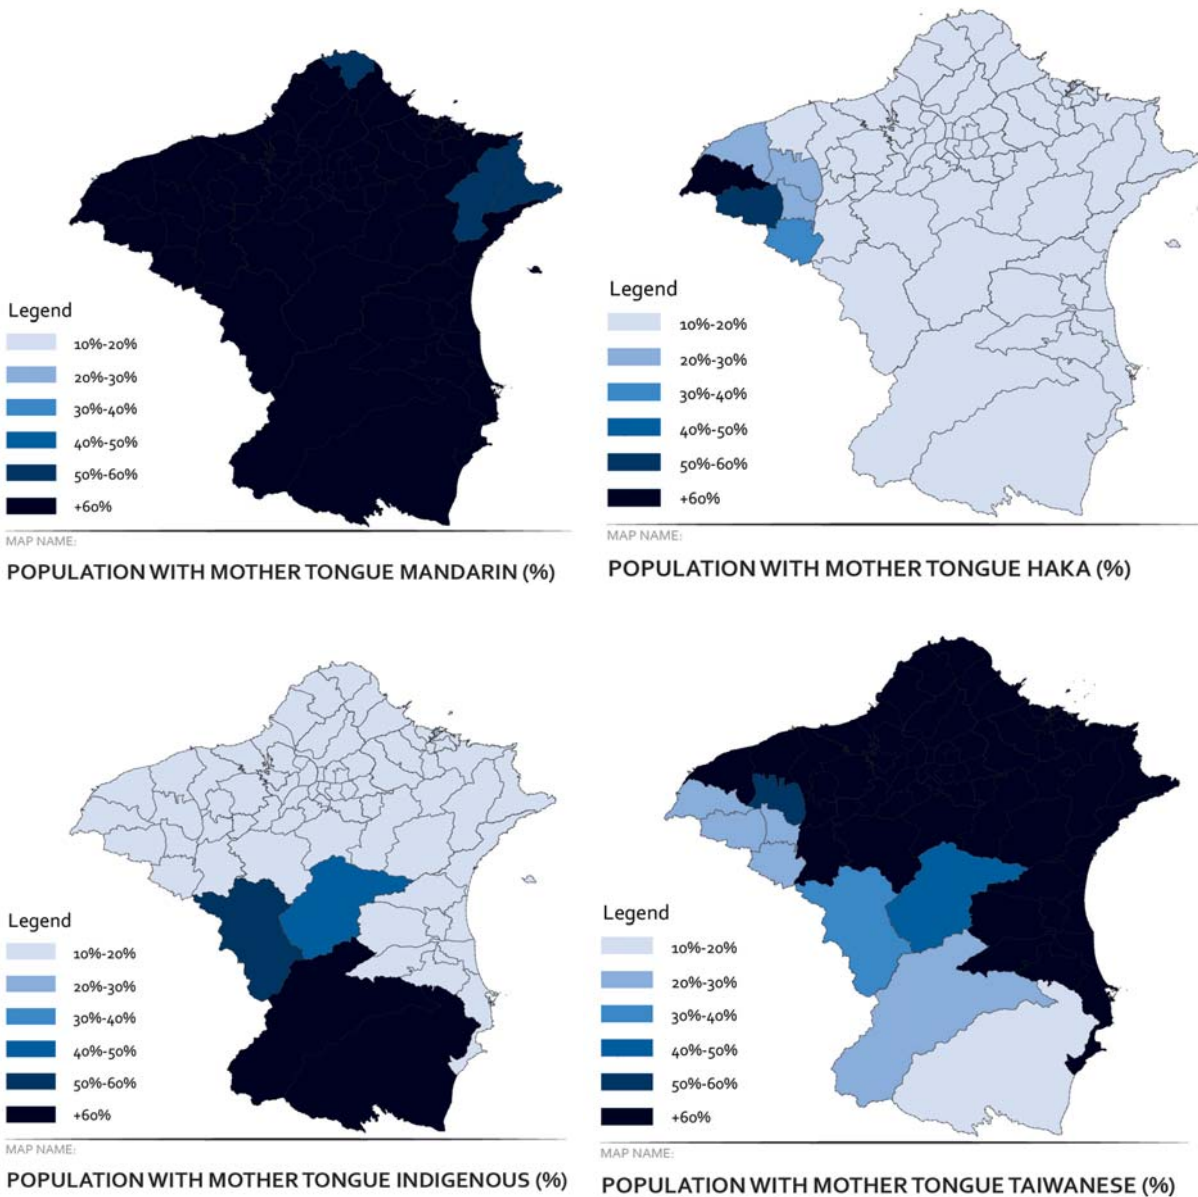 Legend
10%-20%
20%-30%
30%-40%
40%-50%
50%-60%
+60%
MAP NAME:
POPULATION WITH MOTHER TONGUE MANDARIN (%)
Legend
10%-20%
20%-30%
30%-40%
40%-50%
50%-60%
+60%
MAP NAME:
POPULATION WITH MOTHER TONGUE HAKA (%)
Legend
10%-20%
20%-30%
30%-40%
40%-50%
50%-60%
+60%
MAP NAME:
POPULATION WITH MOTHER TONGUE INDIGENOUS (%)
Legend
10%-20%
20%-30%
30%-40%
40%-50%
50%-60%
+60%
MAP NAME:
POPULATION WITH MOTHER TONGUE TAIWANESE (%)